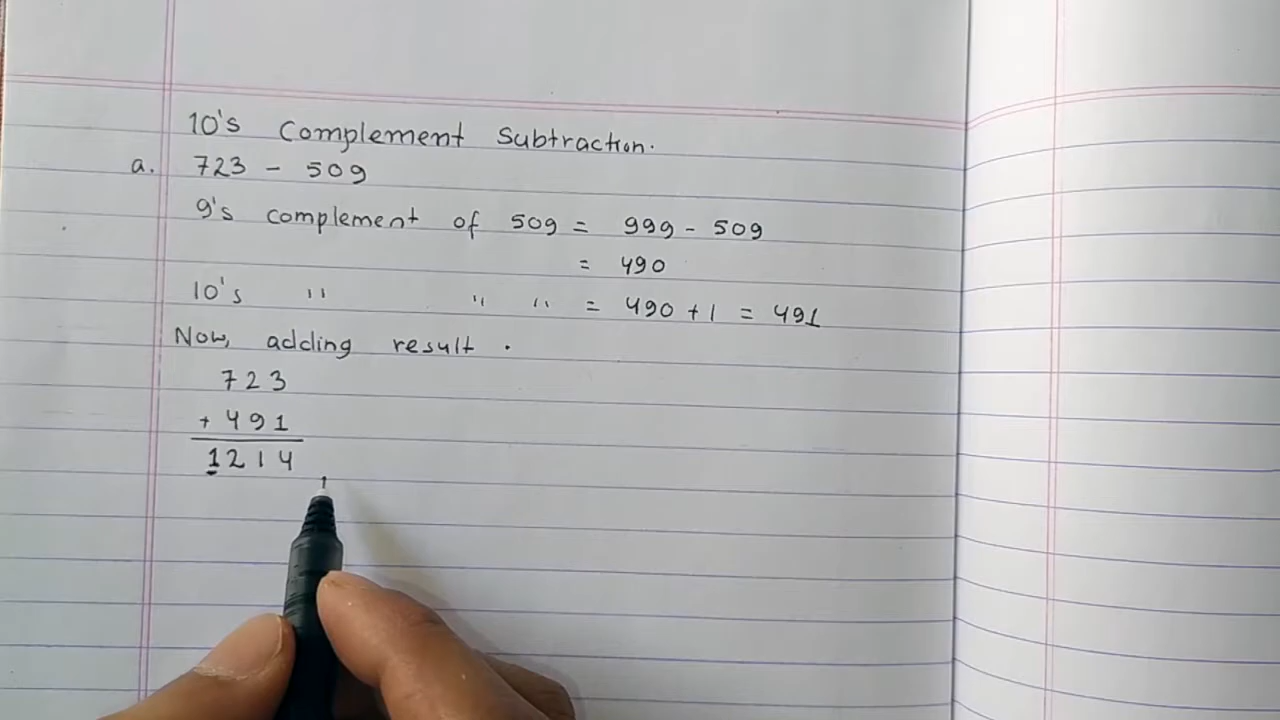 10's Complement Subtraction.
a. 723 - 509
9's complement of 509 = 999 - 509
= 490
10's '' '' '' = 490 + 1 = 491
Now, adding result.
723
+ 491
1214